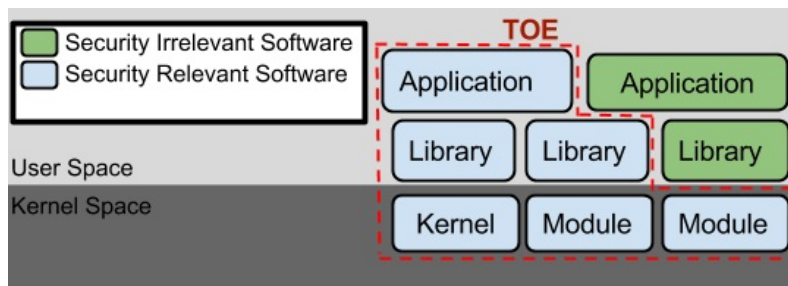 TOE
Security Irrelevant Software
Security Relevant Software
Application
Application
Library
Library
Library
User Space
Kernel Space
Kernel
Module
Module